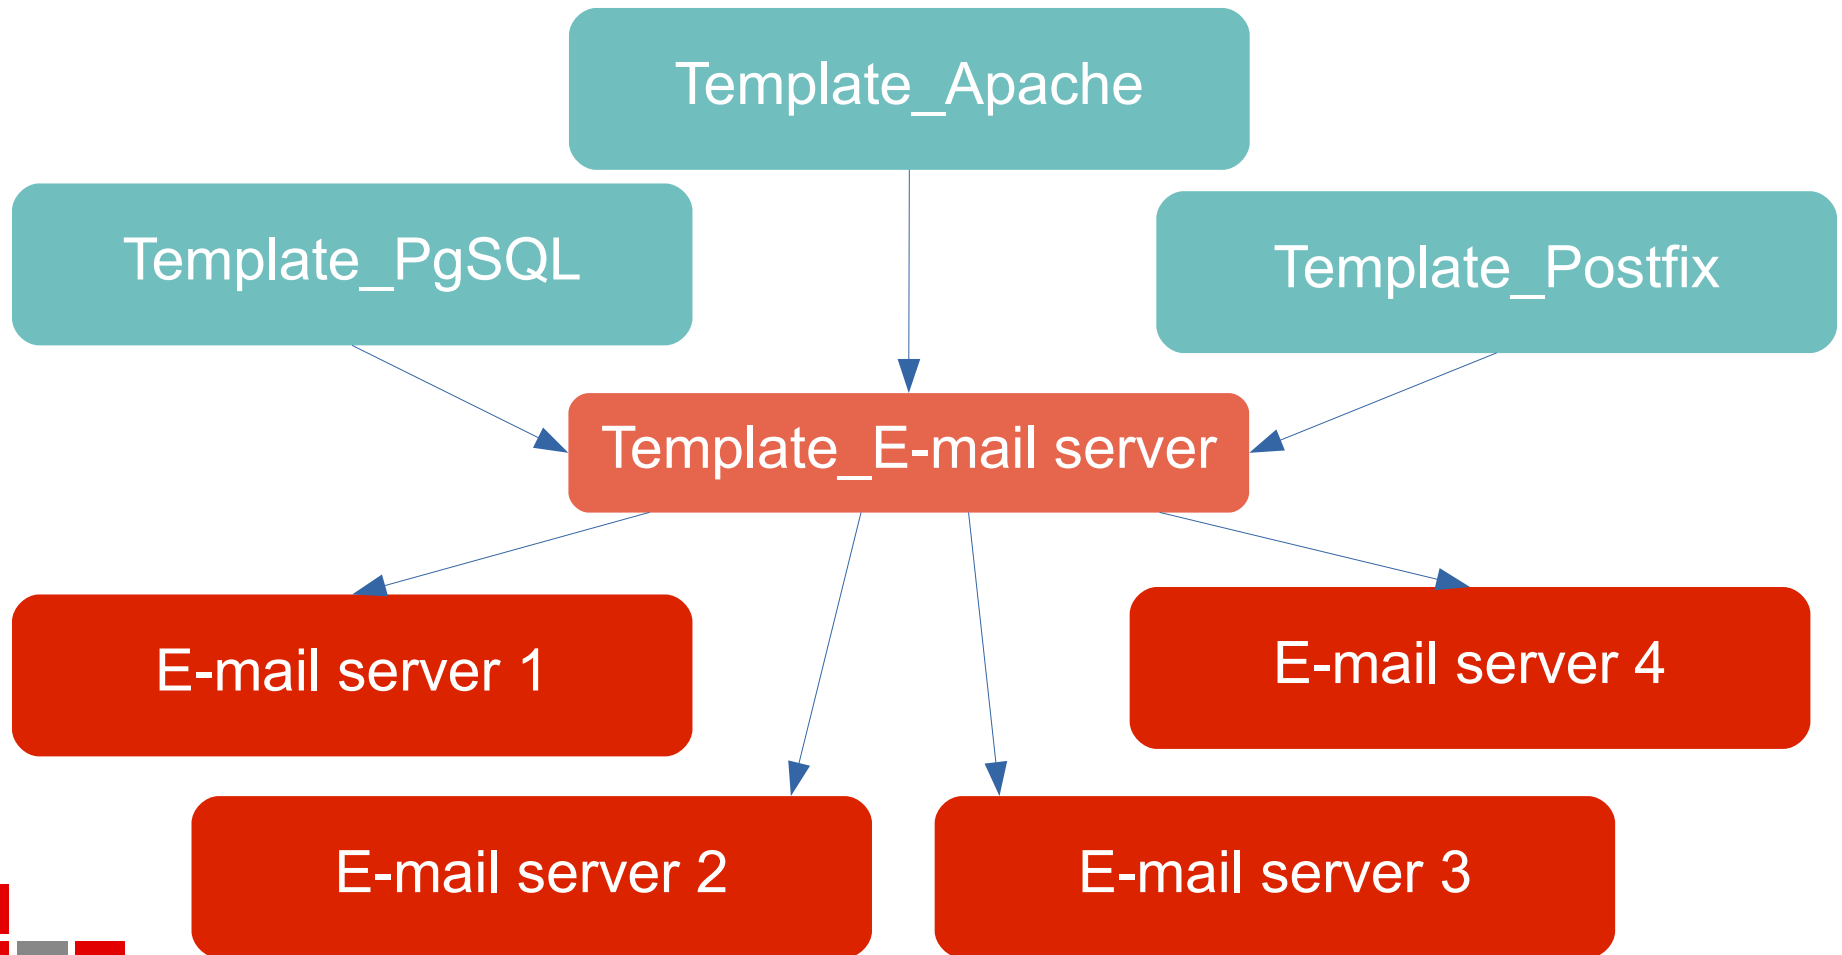 Template_Apache
Template_PgSQL
Template_Postfix
Template_E-mail server
E-mail server 1
E-mail server 4
E-mail server 2
E-mail server 3